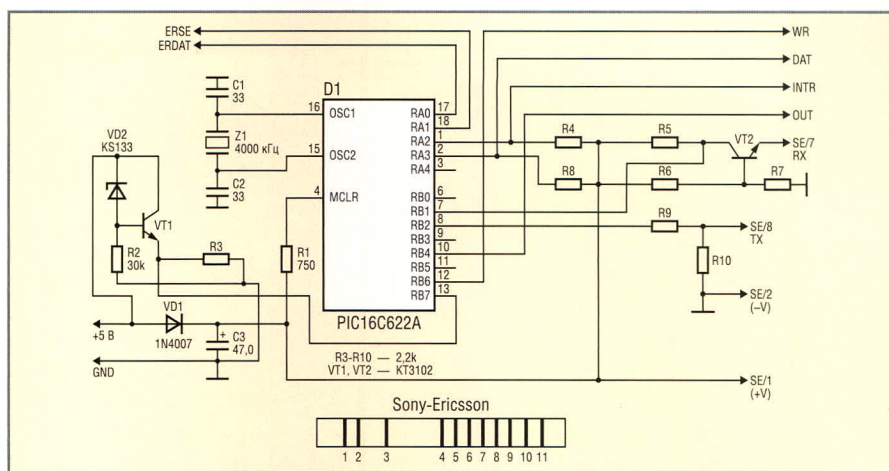 ERSE
ERDAT
WR
DAT
INTR
OUT
C1
33
Z1
4000 кГц
C2
33
D1
16
OSC1
15
OSC2
4
MCLR
RA0
17
RA1
18
RA2
1
RA3
2
RA4
3
RB0
6
RB1
7
RB2
8
RB3
9
RB4
10
RB5
11
RB6
12
RB7
13
PIC16C622A
R4
R5
VT2
SE/7
RX
R8
R6
R7
R9
SE/8
TX
R10
SE/2
(–V)
SE/1
(+V)
VD2
KS133
VT1
R2
30k
R3
R1
750
VD1
1N4007
+5 В
GND
+
C3
47,0
R3-R10 — 2,2k
VT1, VT2 — KT3102
Sony-Ericsson
1 2 3 4 5 6 7 8 9 10 11